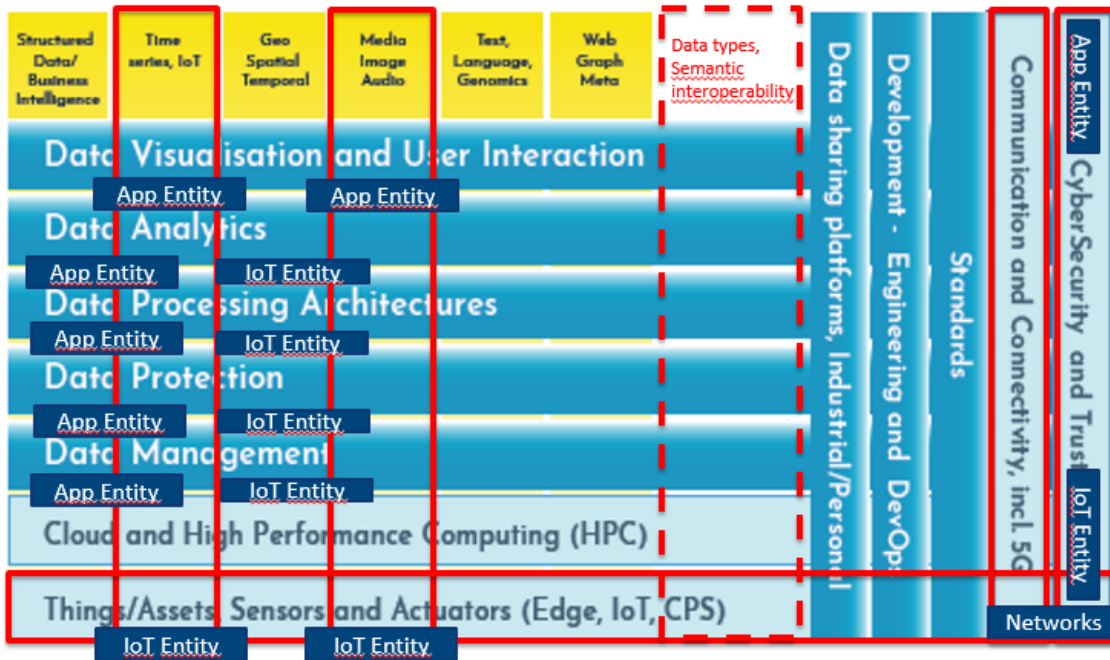 Structured
Data/
Business
Intelligence
Time
series, IoT
Geo
Spatial
Temporal
Media
Image
Audio
Text,
Language,
Genomics
Web
Graph
Meta
Data types,
Semantic
interoperability
Data Visualisation and User Interaction
App Entity
App Entity
Data Analytics
App Entity
IoT Entity
Data Processing Architectures
App Entity
IoT Entity
Data Protection
App Entity
IoT Entity
Data Management
App Entity
IoT Entity
Cloud and High Performance Computing (HPC)
Things/Assets, Sensors and Actuators (Edge, IoT, CPS)
IoT Entity
IoT Entity
Data sharing platforms, Industrial/Personal
Development - Engineering and DevOps
Standards
Communication and Connectivity, incl. 5G
App Entity
CyberSecurity and Trust
IoT Entity
Networks